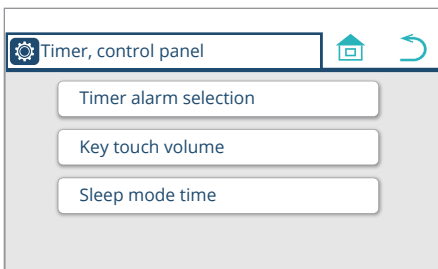 Timer, control panel
Timer alarm selection
Key touch volume
Sleep mode time